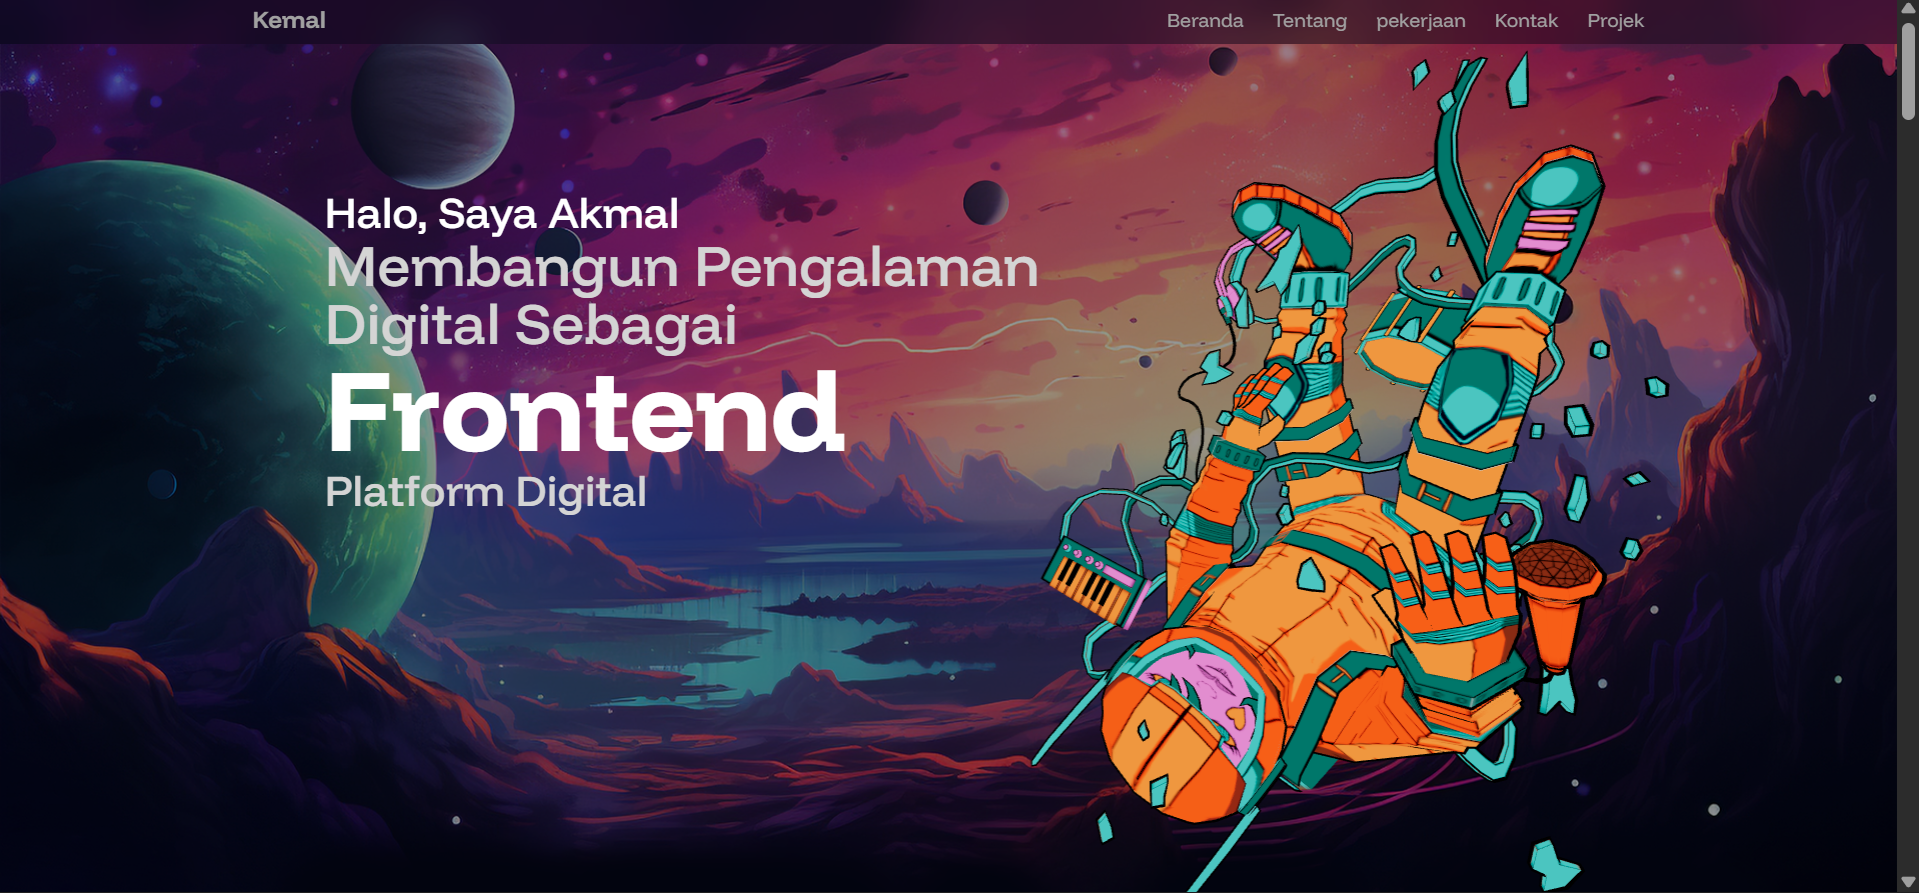 Kemal
Beranda Tentang pekerjaan Kontak Projek
Halo, Saya Akmal
Membangun Pengalaman
Digital Sebagai
Frontend
Platform Digital